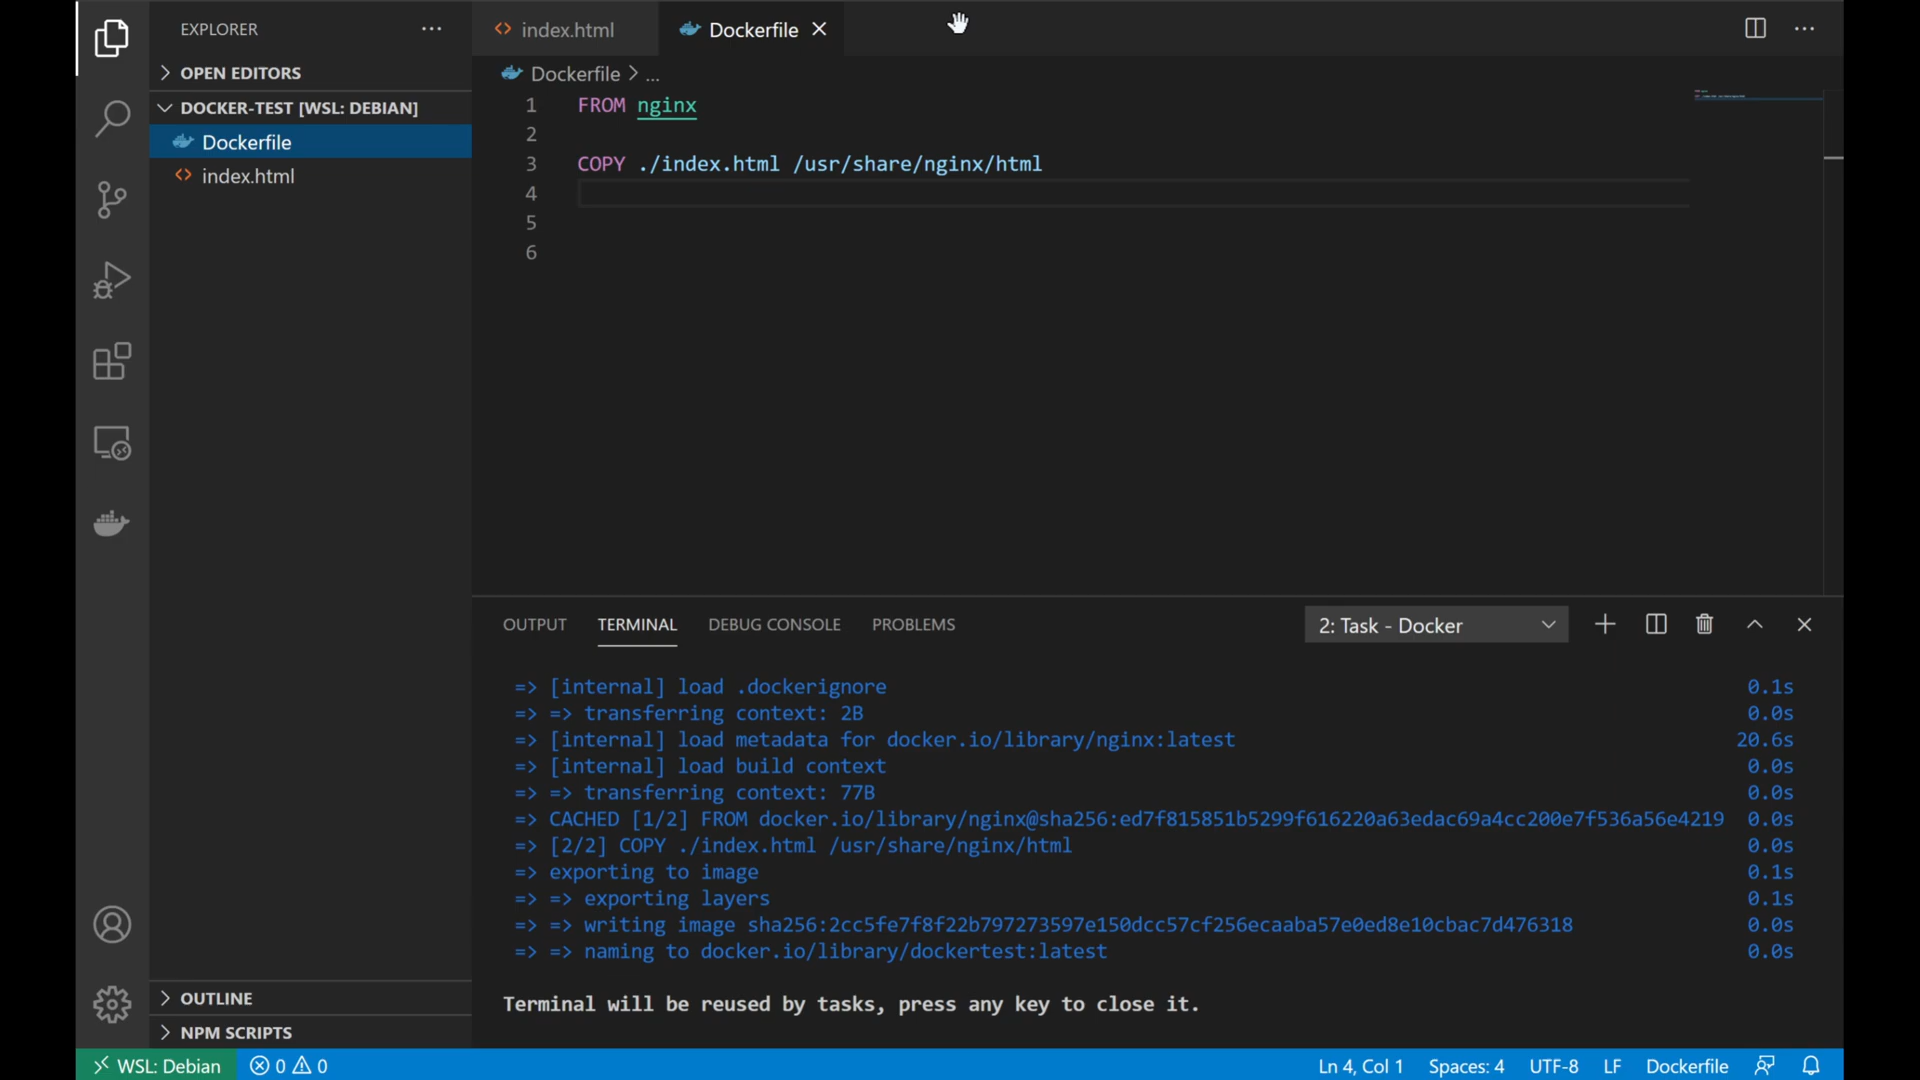 EXPLORER
OPEN EDITORS
DOCKER-TEST [WSL: DEBIAN]
Dockerfile
index.html
OUTLINE
NPM SCRIPTS
index.html
Dockerfile
Dockerfile > ...
1 FROM nginx
2
3 COPY ./index.html /usr/share/nginx/html
4
5
6
OUTPUT TERMINAL DEBUG CONSOLE PROBLEMS 2: Task - Docker
=> [internal] load .dockerignore 0.1s
=> => transferring context: 2B 0.0s
=> [internal] load metadata for docker.io/library/nginx:latest 20.6s
=> [internal] load build context 0.0s
=> => transferring context: 77B 0.0s
=> CACHED [1/2] FROM docker.io/library/nginx@sha256:ed7f815851b5299f616220a63edac69a4cc200e7f536a56e4219 0.0s
=> [2/2] COPY ./index.html /usr/share/nginx/html 0.0s
=> exporting to image 0.1s
=> => exporting layers 0.1s
=> => writing image sha256:2cc5fe7f8f22b797273597e150dcc57cf256ecaaba57e0ed8e10cbac7d476318 0.0s
=> => naming to docker.io/library/dockertest:latest 0.0s
Terminal will be reused by tasks, press any key to close it.
WSL: Debian 0 0 Ln 4, Col 1 Spaces: 4 UTF-8 LF Dockerfile